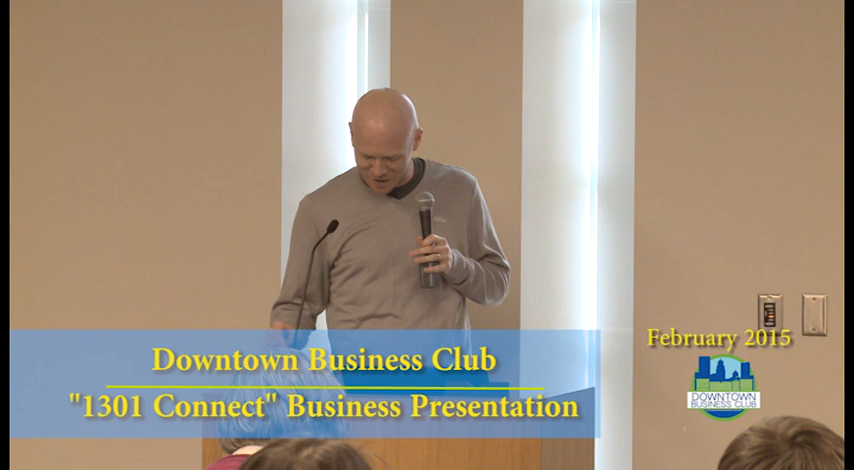 Downtown Business Club
"1301 Connect" Business Presentation
February 2015
DOWNTOWN
BUSINESS CLUB